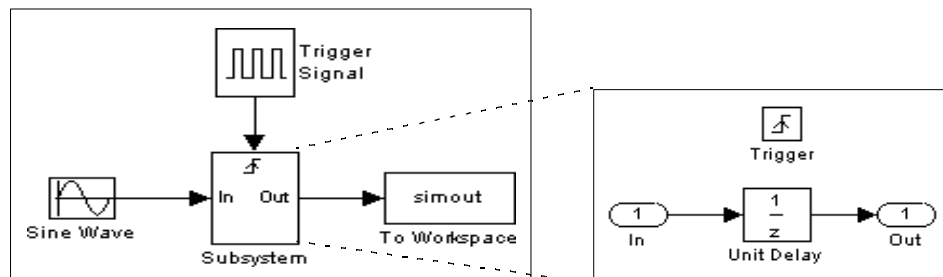 Trigger
Signal
In Out
simout
Sine Wave
To Workspace
Subsystem
Trigger
1
1
z
1
In
Unit Delay
Out